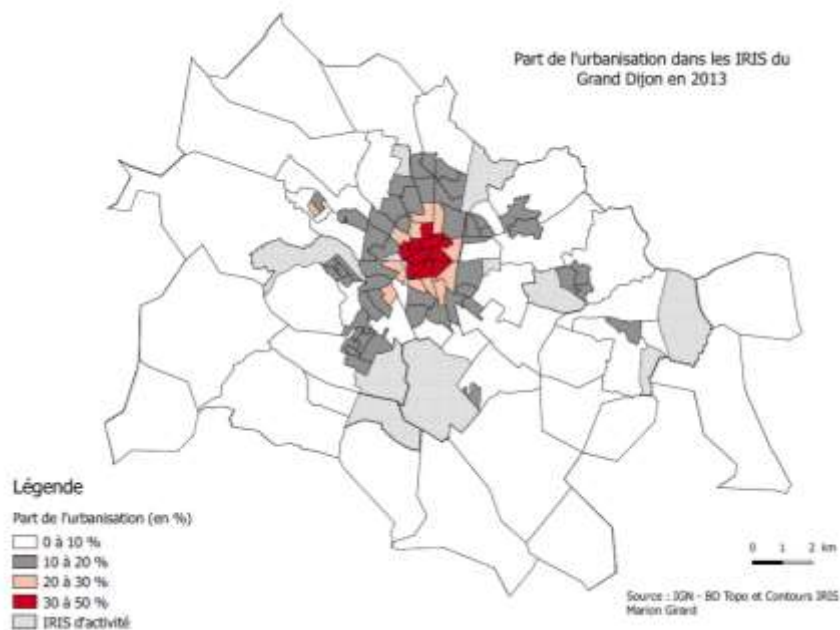 Part de l'urbanisation dans les IRIS du
Grand Dijon en 2013
Légende
Part de l'urbanisation (en %)
0 à 10 %
10 à 20 %
20 à 30 %
30 à 50 %
IRIS d'activité
0 1 2 km
Source : IGN - BD Topo et Contours IRIS
Marion Girard